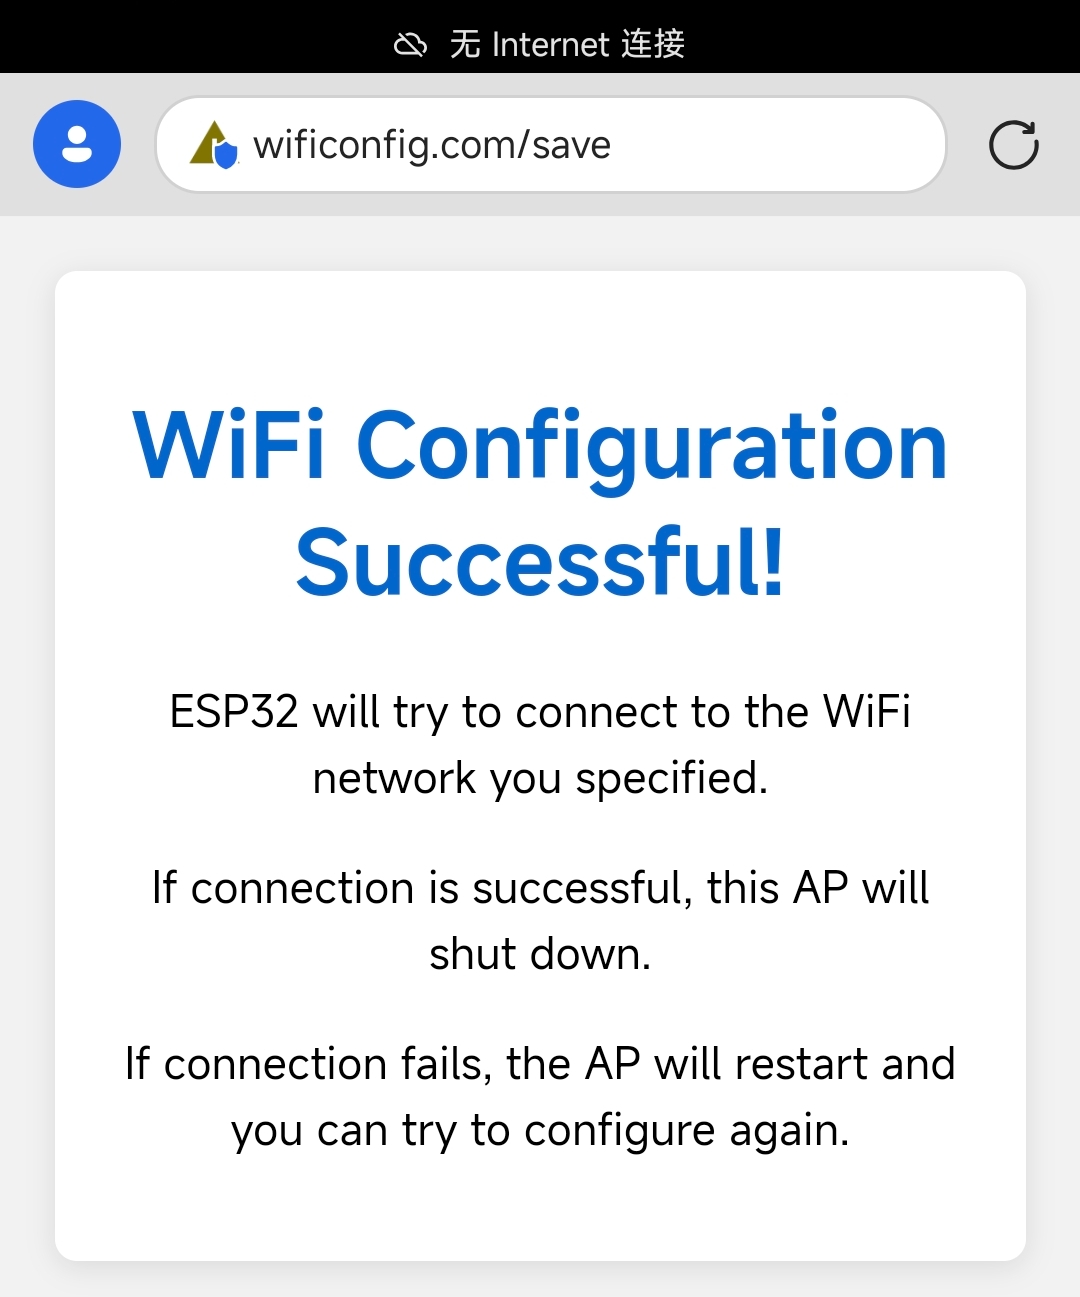 无 Internet 连接
wificonfig.com/save
WiFi Configuration
Successful!
ESP32 will try to connect to the WiFi
network you specified.
If connection is successful, this AP will
shut down.
If connection fails, the AP will restart and
you can try to configure again.